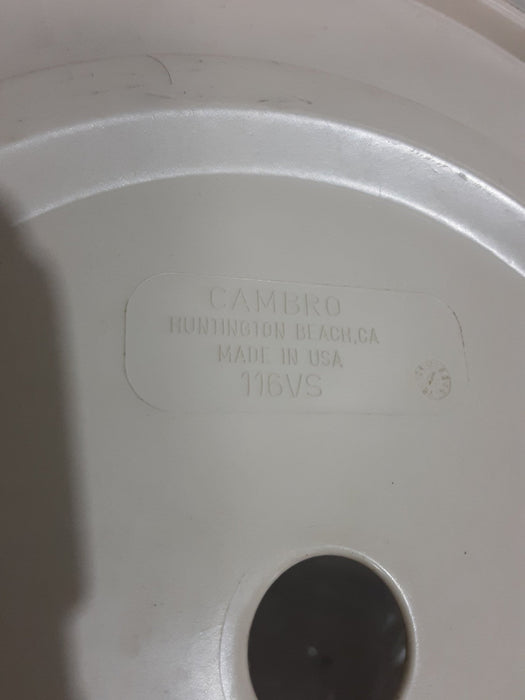 CAMBRO
HUNTINGTON BEACH,CA
MADE IN USA
116VS